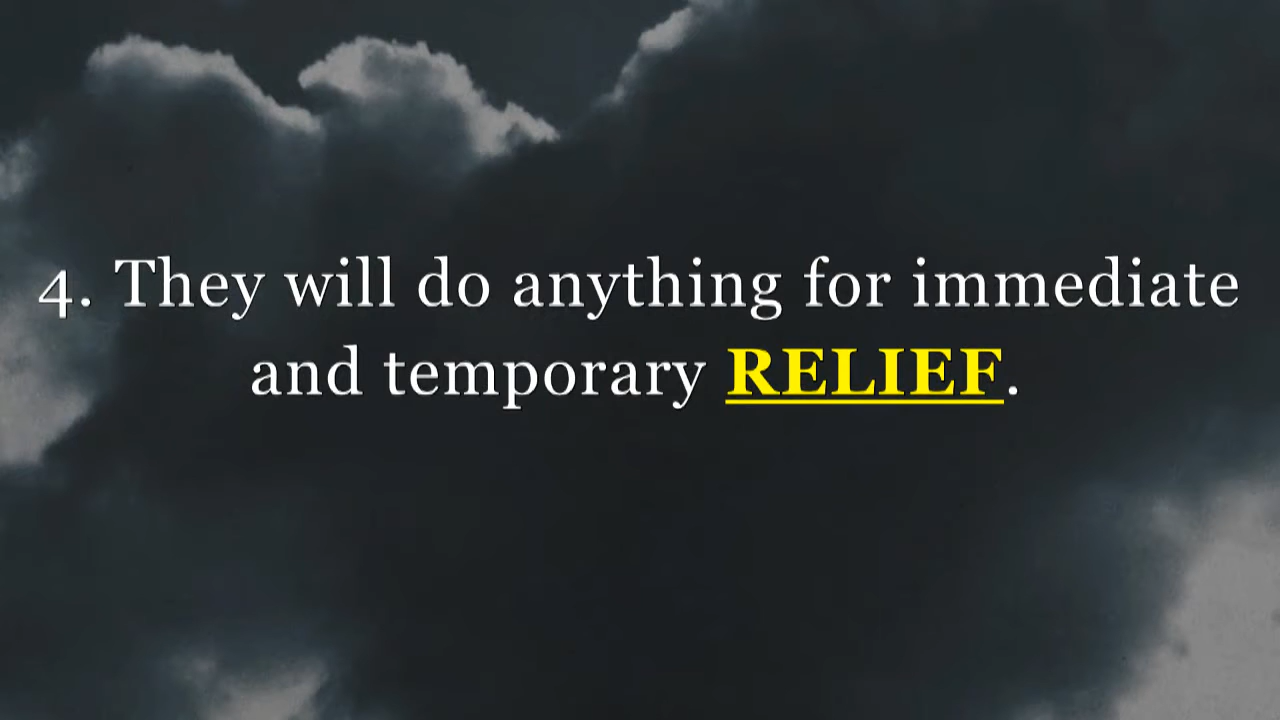 4. They will do anything for immediate
and temporary RELIEF.